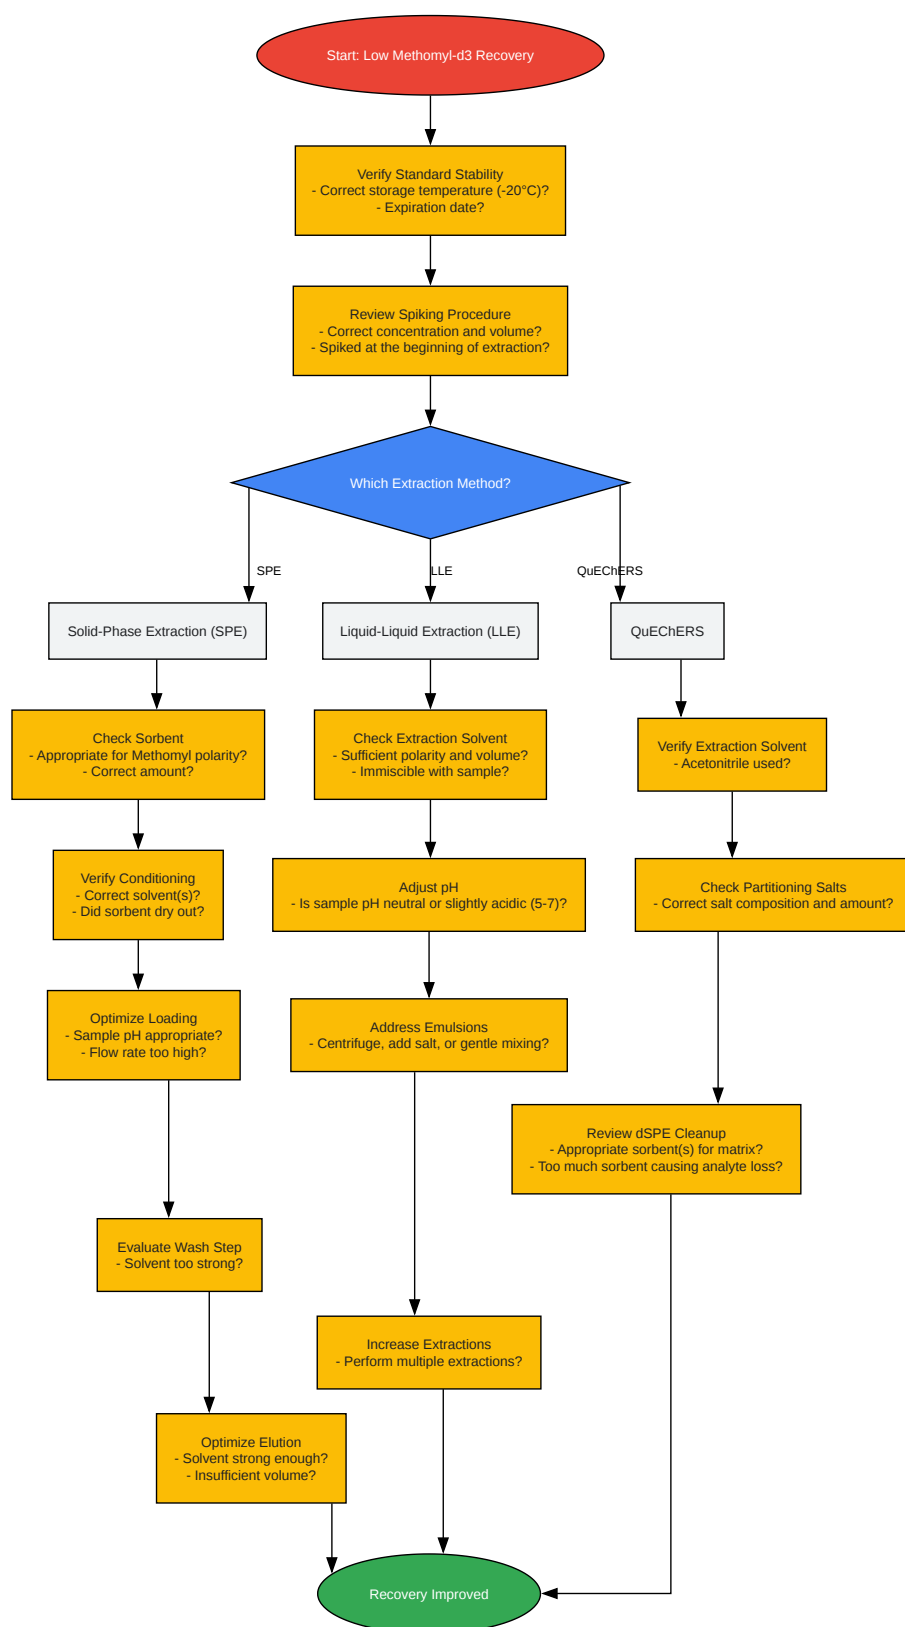 Start: Low Methomyl-d3 Recovery
Verify Standard Stability
- Correct storage temperature (-20°C)?
- Expiration date?
Review Spiking Procedure
- Correct concentration and volume?
- Spiked at the beginning of extraction?
Which Extraction Method?
SPE
LLE
QuEChERS
Solid-Phase Extraction (SPE)
Liquid-Liquid Extraction (LLE)
QuEChERS
Check Sorbent
- Appropriate for Methomyl polarity?
- Correct amount?
Check Extraction Solvent
- Sufficient polarity and volume?
- Immiscible with sample?
Verify Extraction Solvent
- Acetonitrile used?
Verify Conditioning
- Correct solvent(s)?
- Did sorbent dry out?
Adjust pH
- Is sample pH neutral or slightly acidic (5-7)?
Check Partitioning Salts
- Correct salt composition and amount?
Optimize Loading
- Sample pH appropriate?
- Flow rate too high?
Address Emulsions
- Centrifuge, add salt, or gentle mixing?
Review dSPE Cleanup
- Appropriate sorbent(s) for matrix?
- Too much sorbent causing analyte loss?
Evaluate Wash Step
- Solvent too strong?
Increase Extractions
- Perform multiple extractions?
Optimize Elution
- Solvent strong enough?
- Insufficient volume?
Recovery Improved